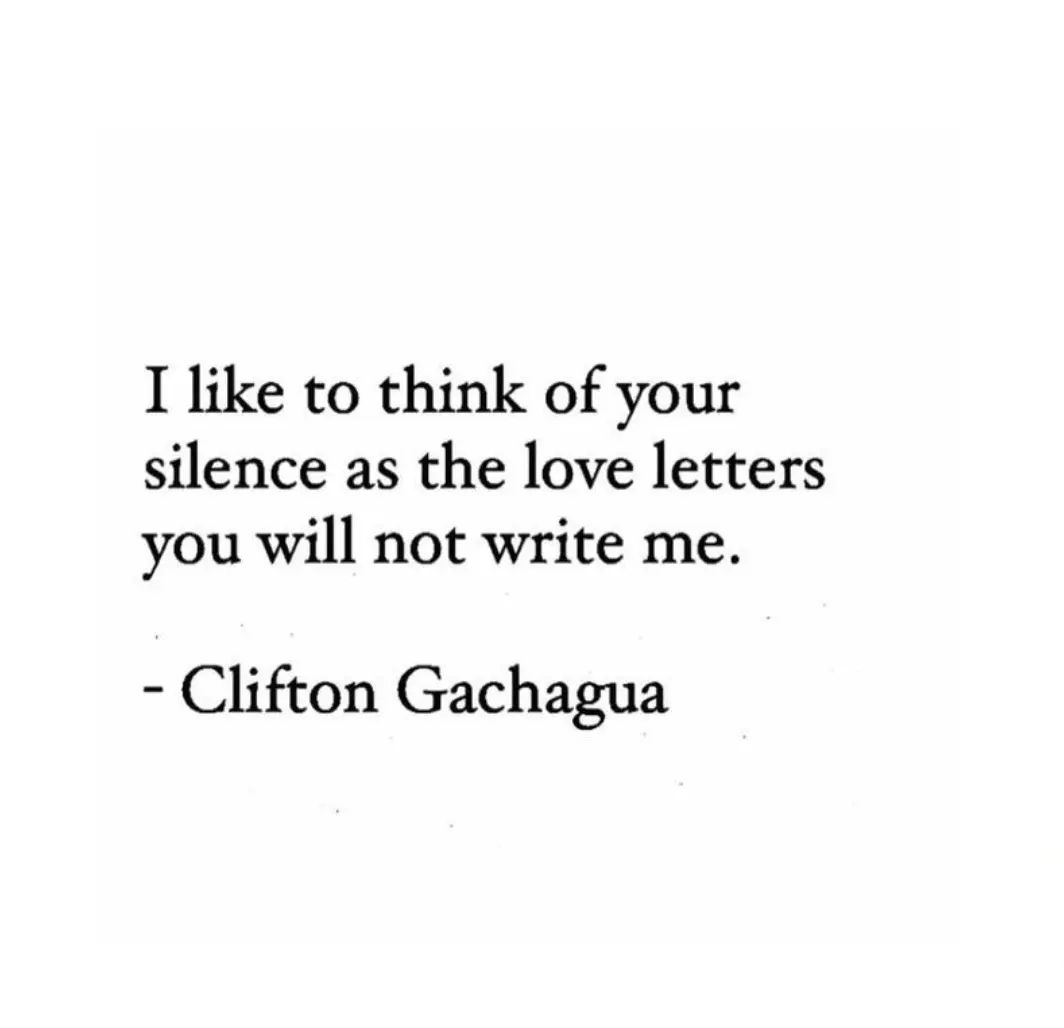 I like to think of your
silence as the love letters
you will not write me.
- Clifton Gachagua